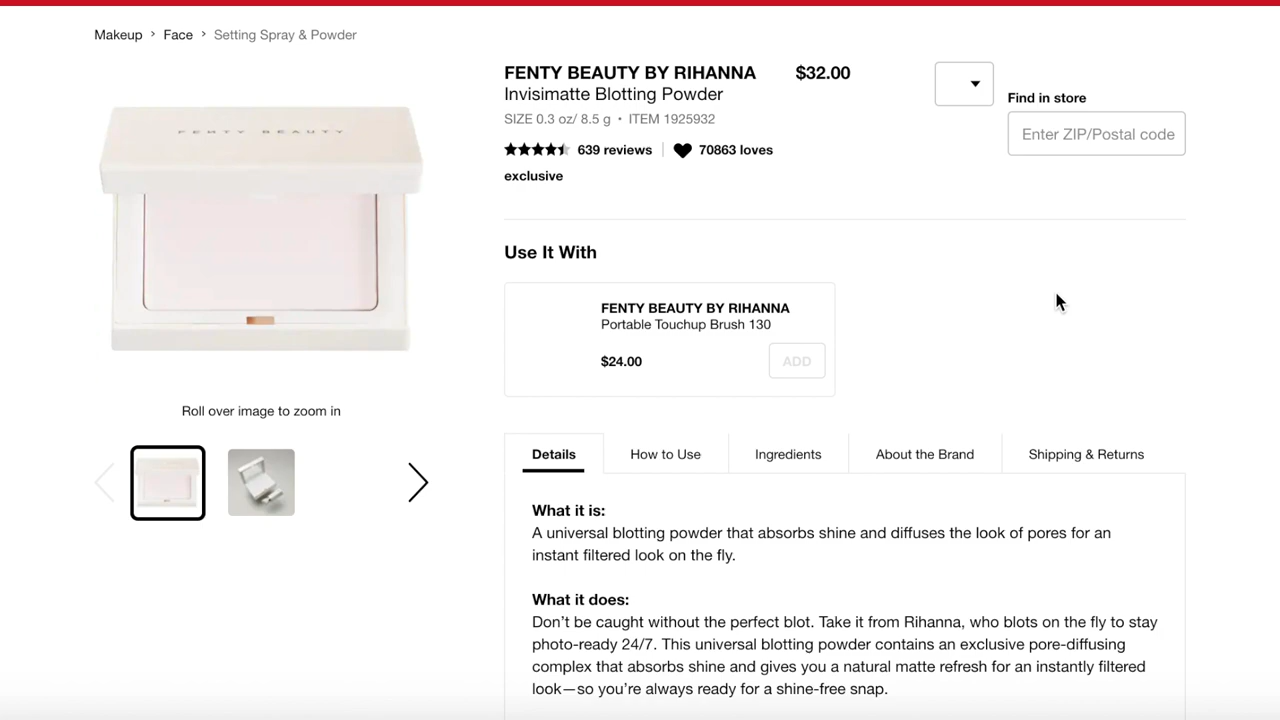 Makeup > Face > Setting Spray & Powder
FENTY BEAUTY
FENTY BEAUTY BY RIHANNA $32.00
Invisimatte Blotting Powder
SIZE 0.3 oz/ 8.5 g • ITEM 1925932
639 reviews | 70863 loves
exclusive
Find in store
Enter ZIP/Postal code
Use It With
FENTY BEAUTY BY RIHANNA
Portable Touchup Brush 130
$24.00 ADD
Roll over image to zoom in
Details How to Use Ingredients About the Brand Shipping & Returns
What it is:
A universal blotting powder that absorbs shine and diffuses the look of pores for an
instant filtered look on the fly.
What it does:
Don’t be caught without the perfect blot. Take it from Rihanna, who blots on the fly to stay
photo-ready 24/7. This universal blotting powder contains an exclusive pore-diffusing
complex that absorbs shine and gives you a natural matte refresh for an instantly filtered
look—so you’re always ready for a shine-free snap.